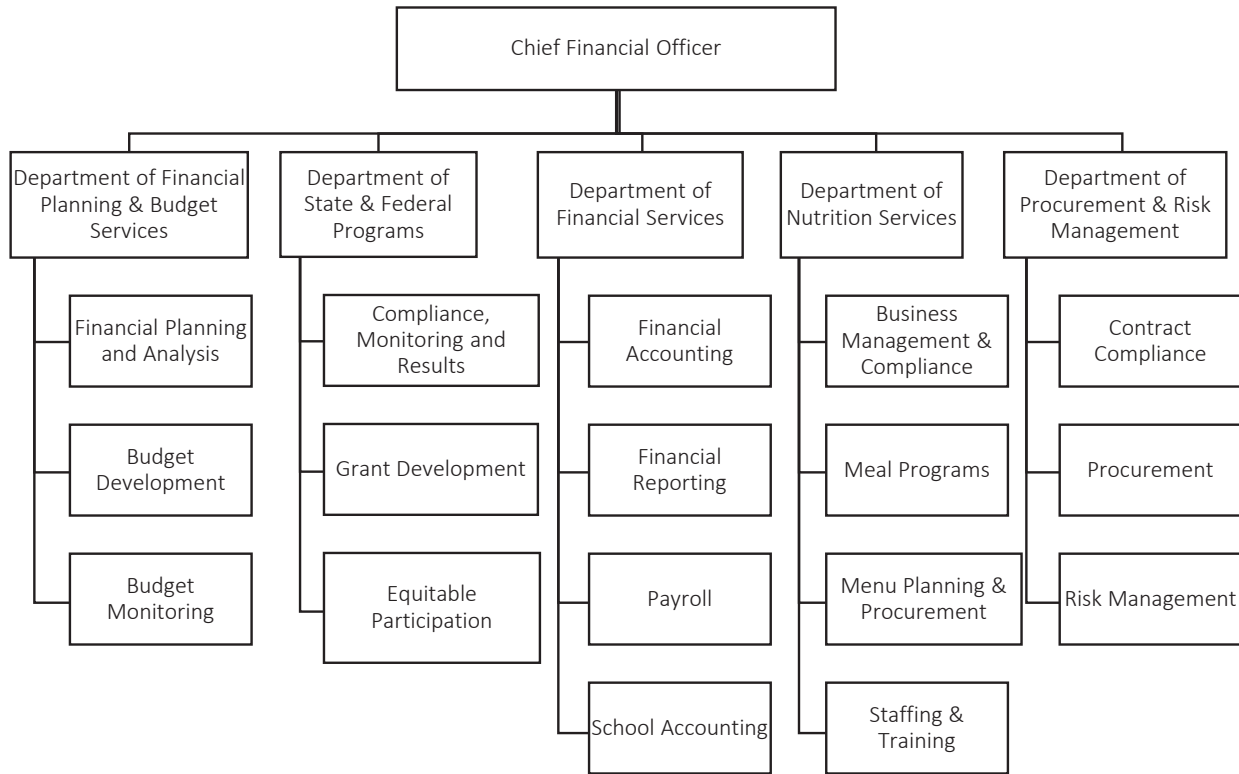 Chief Financial Officer
Department of Financial
Planning & Budget
Services
Department of
State & Federal
Programs
Department of
Financial Services
Department of
Nutrition Services
Department of
Procurement & Risk
Management
Financial Planning
and Analysis
Budget
Development
Budget
Monitoring
Compliance,
Monitoring and
Results
Grant Development
Equitable
Participation
Financial
Accounting
Financial
Reporting
Payroll
School Accounting
Business
Management &
Compliance
Meal Programs
Menu Planning &
Procurement
Staffing &
Training
Contract
Compliance
Procurement
Risk Management